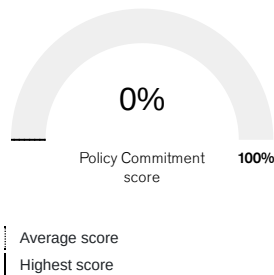 0%
Policy Commitment 100%
score
Average score
Highest score